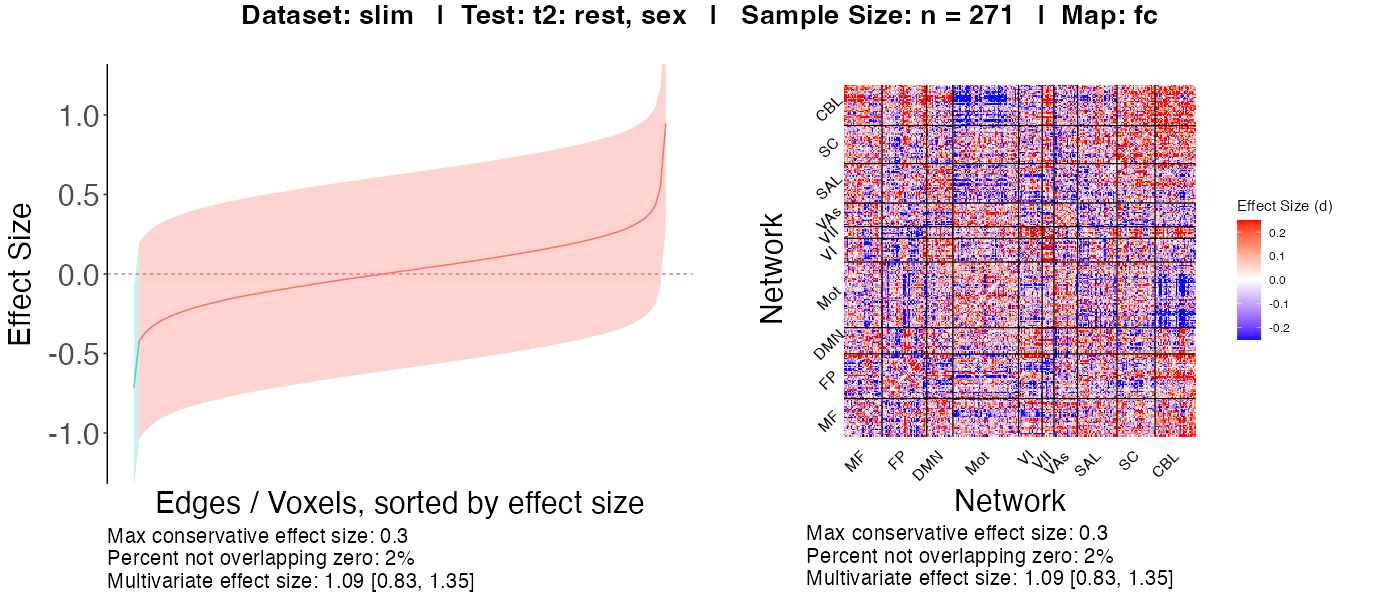 Dataset: slim | Test: t2: rest, sex | Sample Size: n = 271 | Map: fc
Effect Size
1.0
0.5
0.0
-0.5
-1.0
Edges / Voxels, sorted by effect size
Max conservative effect size: 0.3
Percent not overlapping zero: 2%
Multivariate effect size: 1.09 [0.83, 1.35]
Network
CBL
SC
SAL
VAs
VII
VI
Mot
DMN
FP
MF
MF FP DMN Mot VI VII VAs SAL SC CBL
Network
Max conservative effect size: 0.3
Percent not overlapping zero: 2%
Multivariate effect size: 1.09 [0.83, 1.35]
Effect Size (d)
0.2
0.1
0.0
-0.1
-0.2